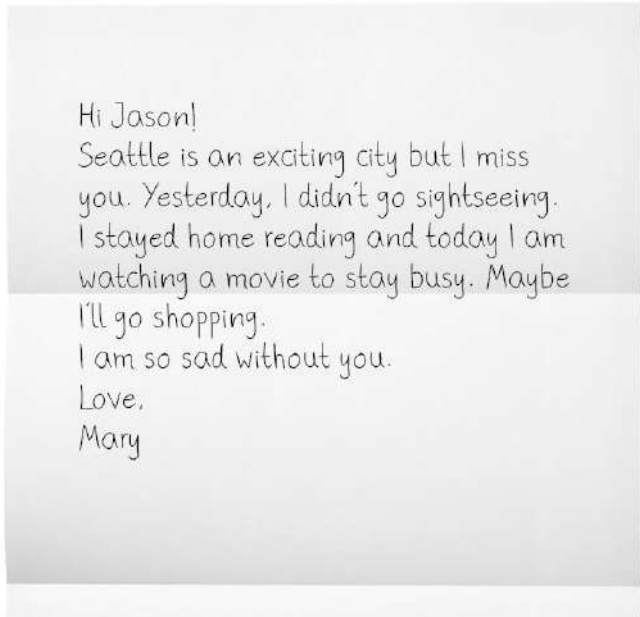 Hi Jason!
Seattle is an exciting city but I miss
you. Yesterday, I didn't go sightseeing.
I stayed home reading and today I am
watching a movie to stay busy. Maybe
I'll go shopping.
I am so sad without you.
Love,
Mary